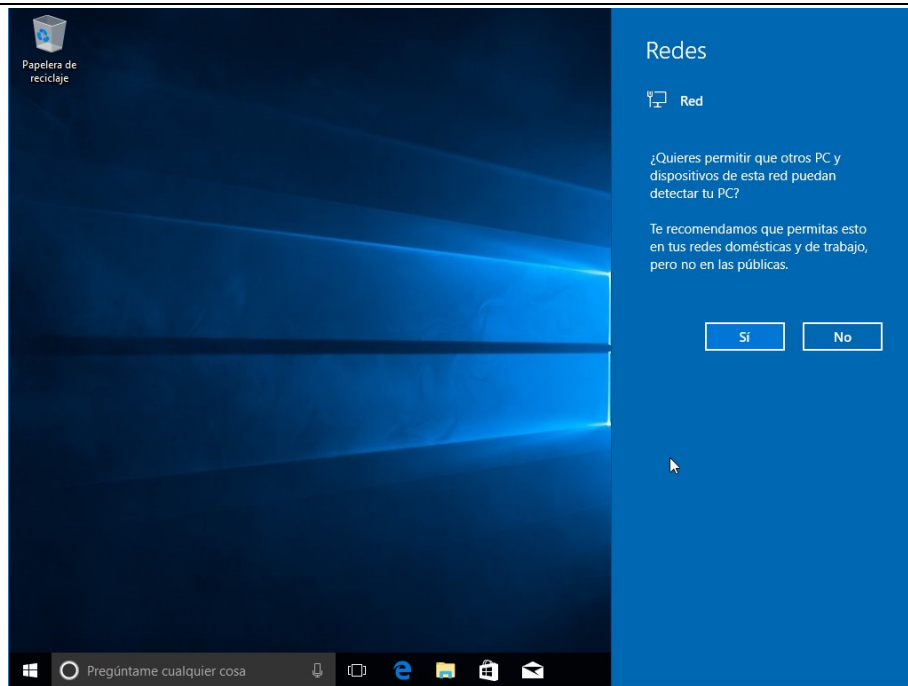 Papelera de
reciclaje
Redes
Red
¿Quieres permitir que otros PC y
dispositivos de esta red puedan
detectar tu PC?
Te recomendamos que permitas esto
en tus redes domésticas y de trabajo,
pero no en las públicas.
Sí
No
Pregúntame cualquier cosa